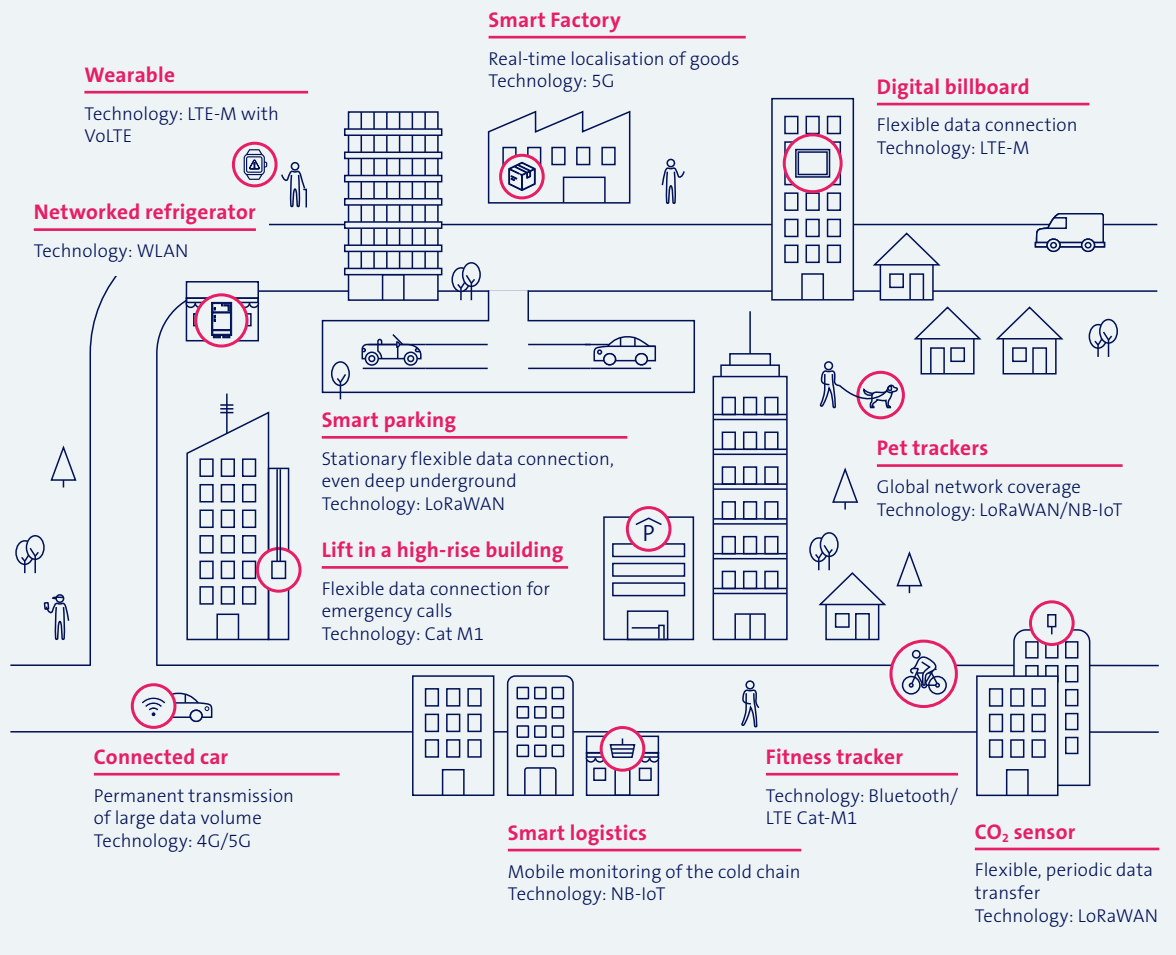 Smart Factory
Real-time localisation of goods
Technology: 5G
Wearable
Technology: LTE-M with
VoLTE
Digital billboard
Flexible data connection
Technology: LTE-M
Networked refrigerator
Technology: WLAN
Smart parking
Stationary flexible data connection,
even deep underground
Technology: LoRaWAN
Pet trackers
Global network coverage
Technology: LoRaWAN/NB-IoT
P
Lift in a high-rise building
Flexible data connection for
emergency calls
Technology: Cat M1
Connected car
Permanent transmission
of large data volume
Technology: 4G/5G
Fitness tracker
Technology: Bluetooth/
LTE Cat-M1
Smart logistics
Mobile monitoring of the cold chain
Technology: NB-IoT
CO₂ sensor
Flexible, periodic data
transfer
Technology: LoRaWAN